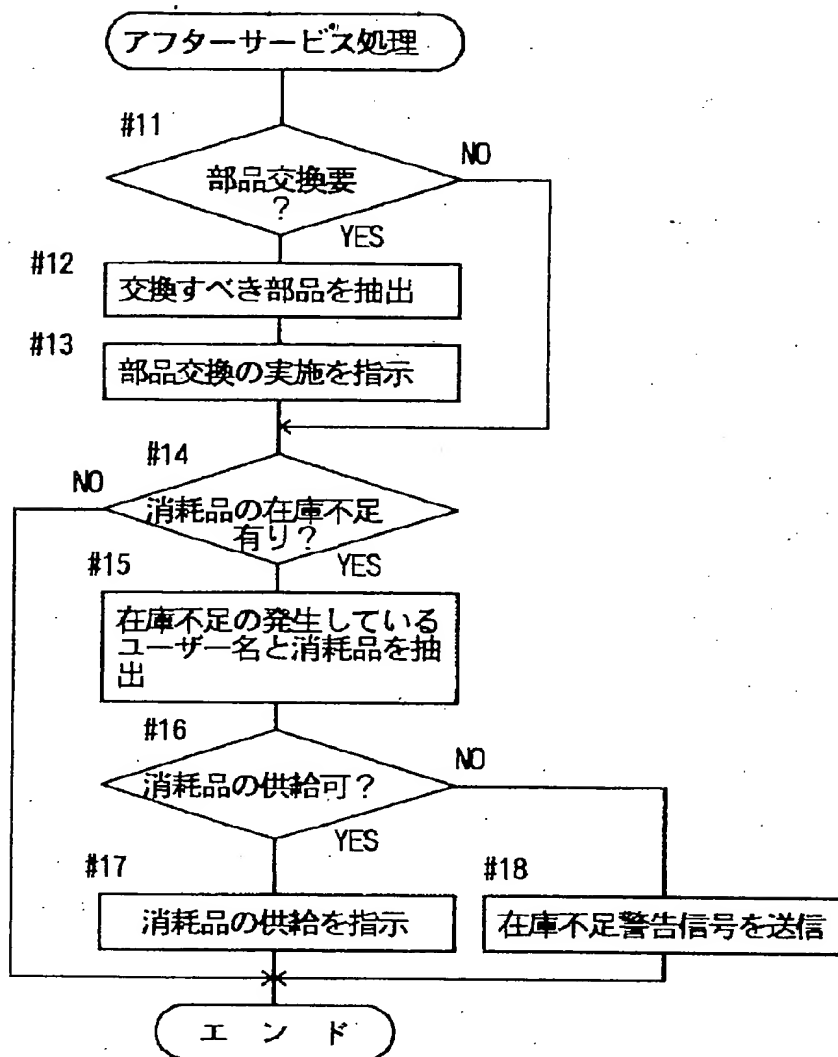 アフターサービス処理
#11
NO
部品交換要
?
YES
#12
交換すべき部品を抽出
#13
部品交換の実施を指示
#14
NO
消耗品の在庫不足
有り?
YES
#15
在庫不足の発生している
ユーザー名と消耗品を抽
出
#16
NO
消耗品の供給可?
YES
#17
消耗品の供給を指示
#18
在庫不足警告信号を送信
エンド